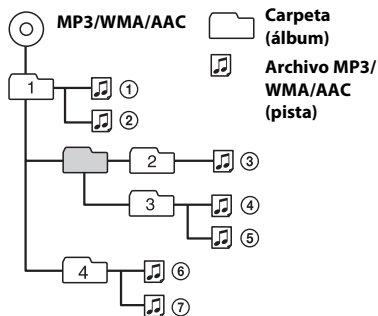 MP3/WMA/AAC
Carpeta
(álbum)
Archivo MP3/
WMA/AAC
(pista)
1
①
②
2
③
3
④
⑤
4
⑥
⑦